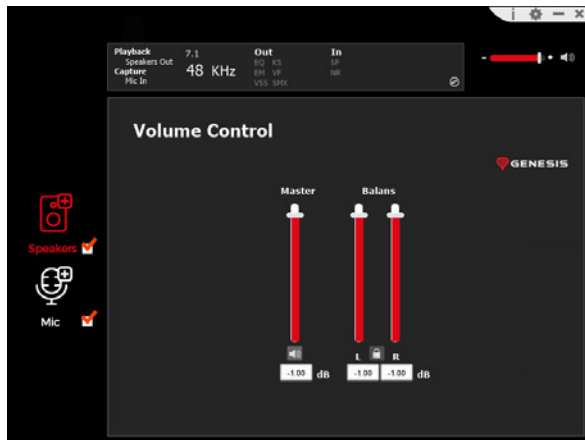 i
Playback 7.1 Out In
Speakers Out EQ KS SF
Capture 48 KHz EM VF NR
Mic In VSS SMX
Volume Control
GENESIS
Master Balans
Speakers
Mic
L R
-1.00 dB -1.00 -1.00 dB